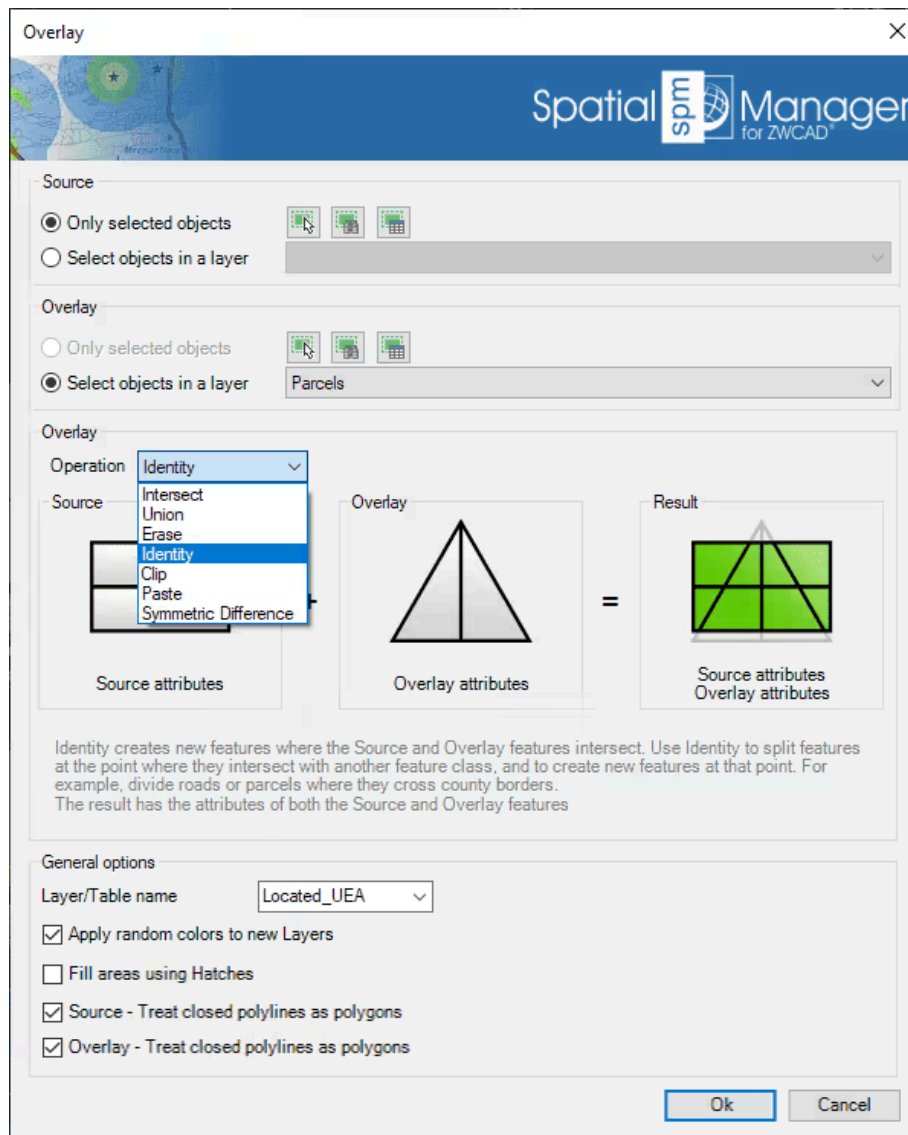 Overlay
Spatial spm Manager
for ZWCAD®
Source
Only selected objects
Select objects in a layer
Overlay
Only selected objects
Select objects in a layer
Parcels
Overlay
Operation
Identity
Intersect
Union
Erase
Identity
Clip
Paste
Symmetric Difference
Source
Source attributes
+
Overlay
Overlay attributes
=
Result
Source attributes
Overlay attributes
Identity creates new features where the Source and Overlay features intersect. Use Identity to split features
at the point where they intersect with another feature class, and to create new features at that point. For
example, divide roads or parcels where they cross county borders.
The result has the attributes of both the Source and Overlay features
General options
Layer/Table name
Located_UEA
Apply random colors to new Layers
Fill areas using Hatches
Source - Treat closed polylines as polygons
Overlay - Treat closed polylines as polygons
Ok
Cancel